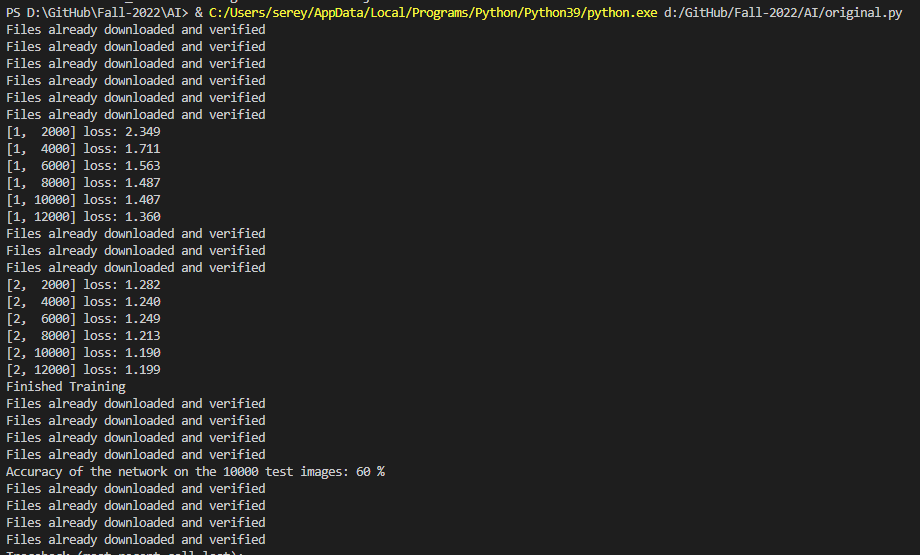 PS D:\GitHub\Fall-2022\AI> & C:/Users/serey/AppData/Local/Programs/Python/Python39/python.exe d:/GitHub/Fall-2022/AI/original.py
Files already downloaded and verified
Files already downloaded and verified
Files already downloaded and verified
Files already downloaded and verified
Files already downloaded and verified
Files already downloaded and verified
[1,  2000] loss: 2.349
[1,  4000] loss: 1.711
[1,  6000] loss: 1.563
[1,  8000] loss: 1.487
[1, 10000] loss: 1.407
[1, 12000] loss: 1.360
Files already downloaded and verified
Files already downloaded and verified
Files already downloaded and verified
[2,  2000] loss: 1.282
[2,  4000] loss: 1.240
[2,  6000] loss: 1.249
[2,  8000] loss: 1.213
[2, 10000] loss: 1.190
[2, 12000] loss: 1.199
Finished Training
Files already downloaded and verified
Files already downloaded and verified
Files already downloaded and verified
Files already downloaded and verified
Accuracy of the network on the 10000 test images: 60 %
Files already downloaded and verified
Files already downloaded and verified
Files already downloaded and verified
Files already downloaded and verified
Traceback (most recent call last):